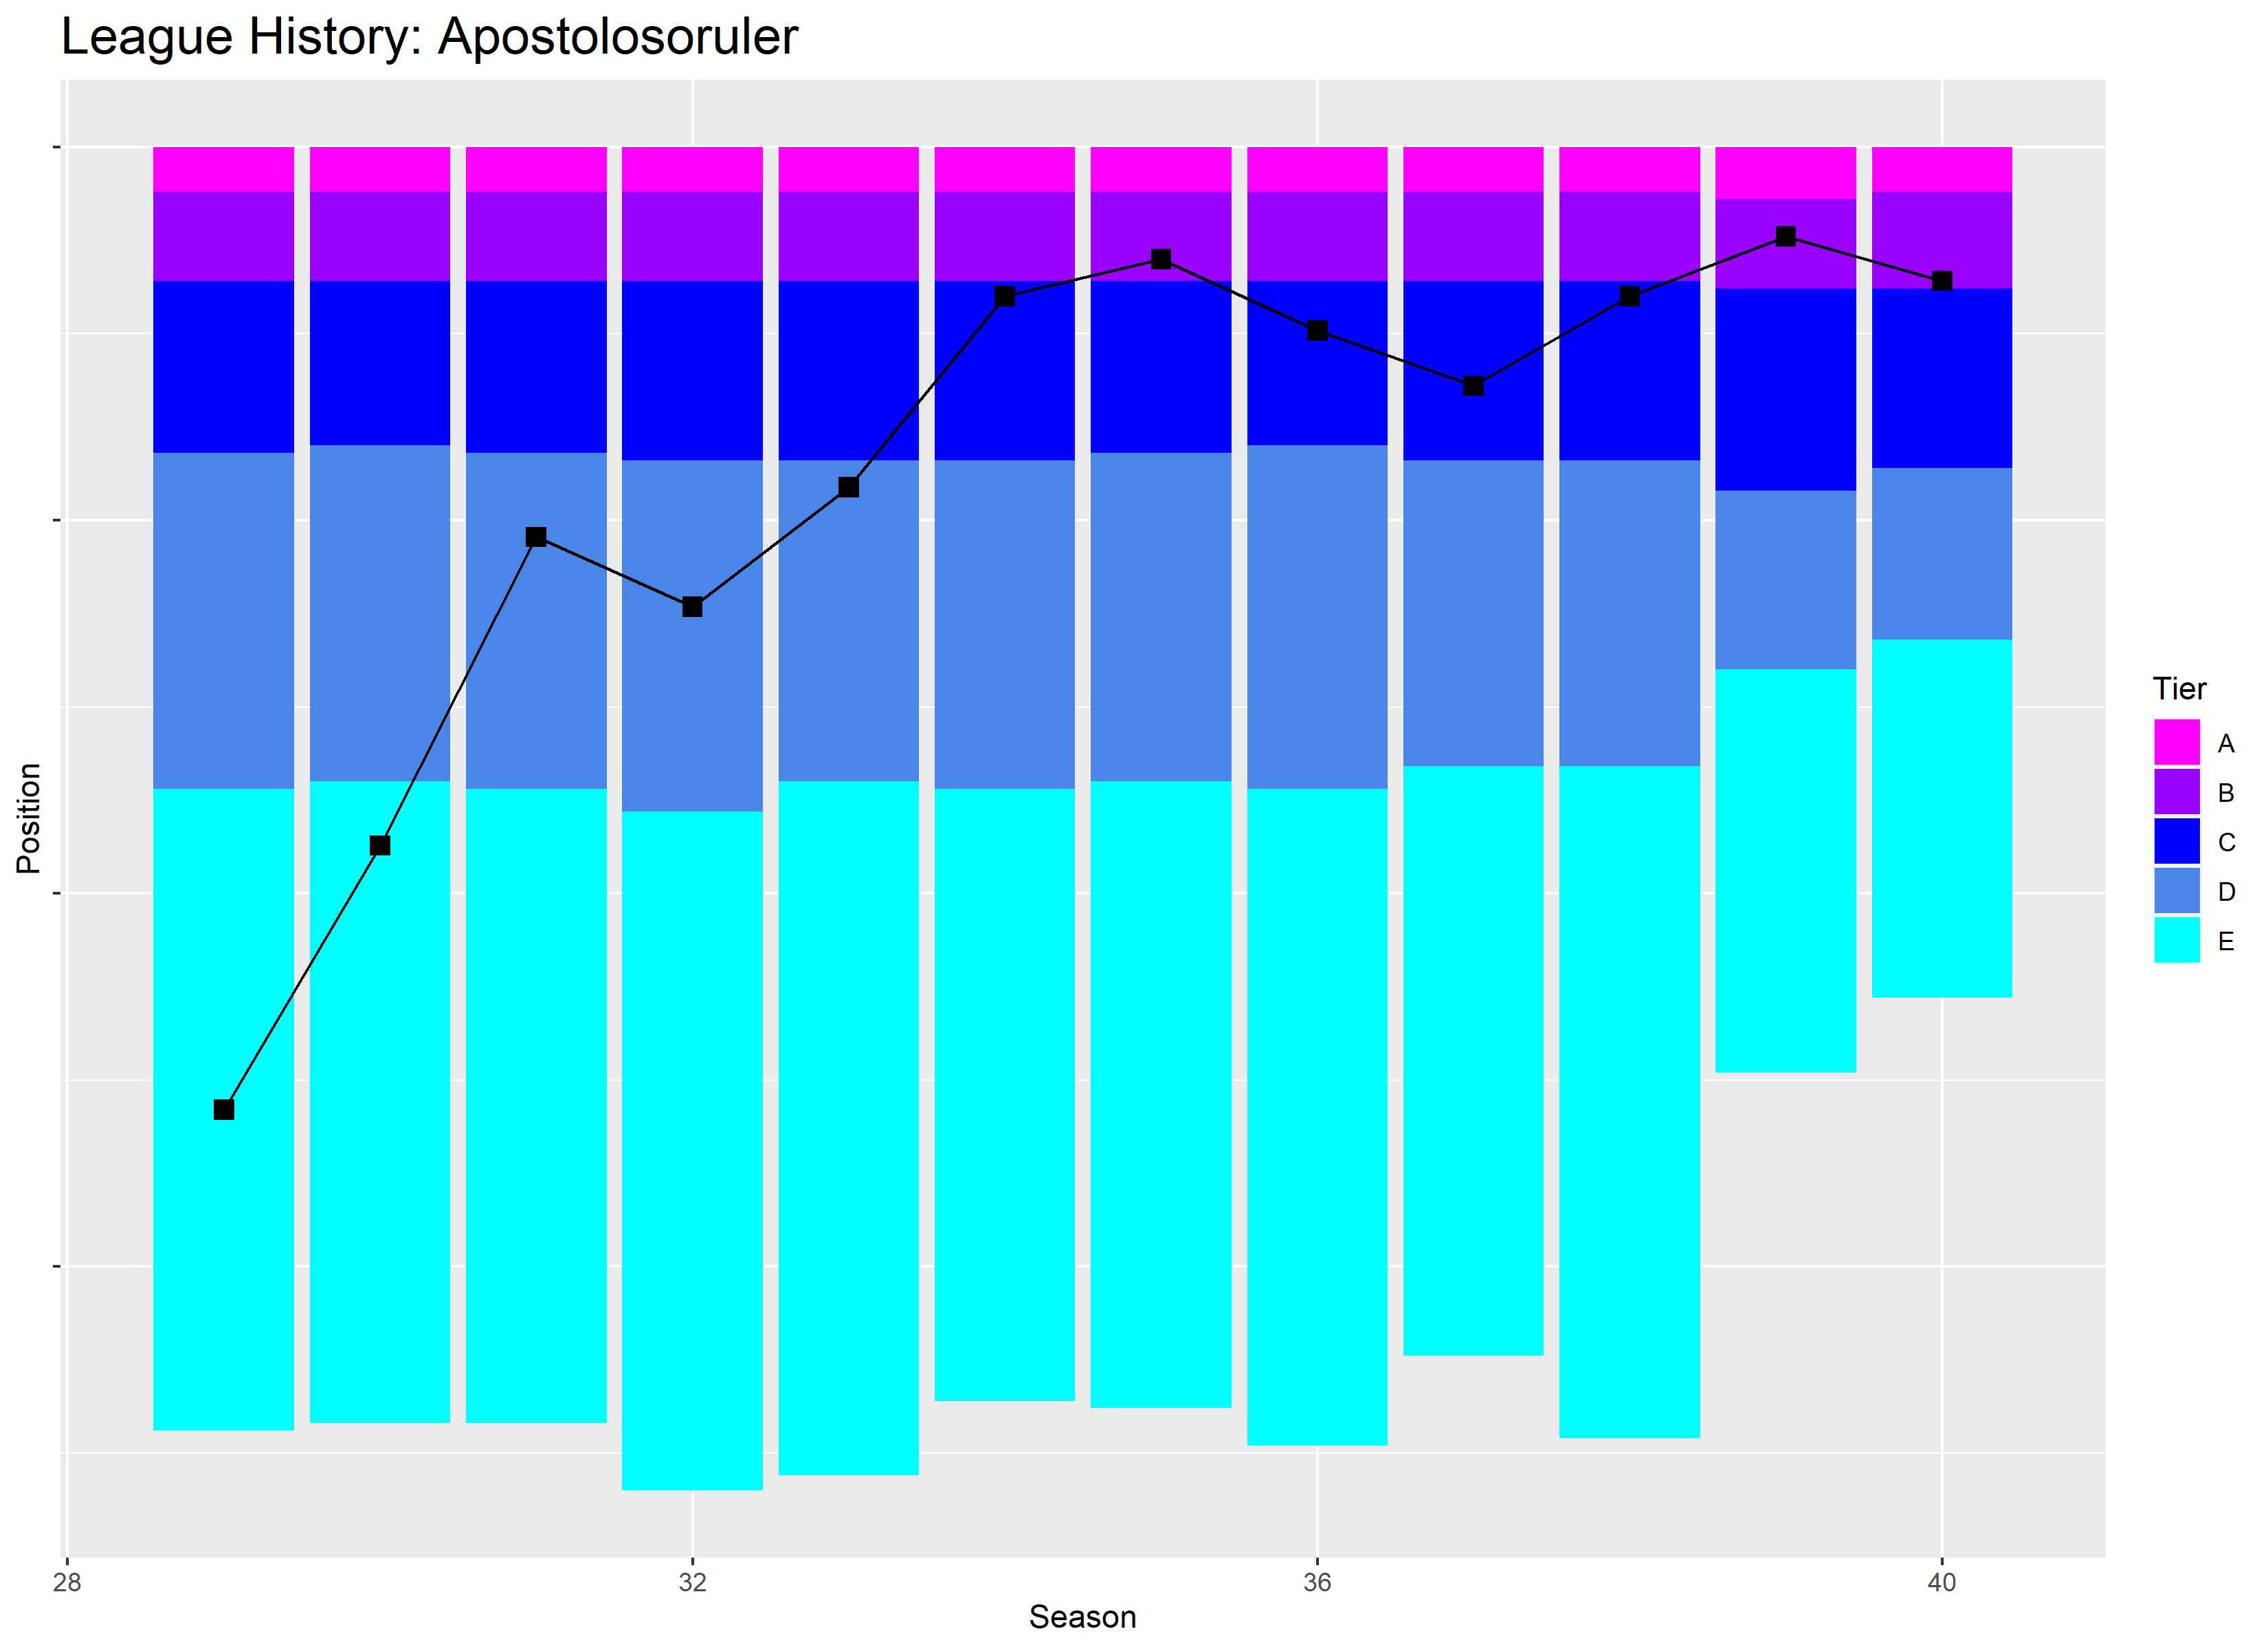 League History: Apostolosoruler
Position
28
32
36
40
Season
Tier
A
B
C
D
E